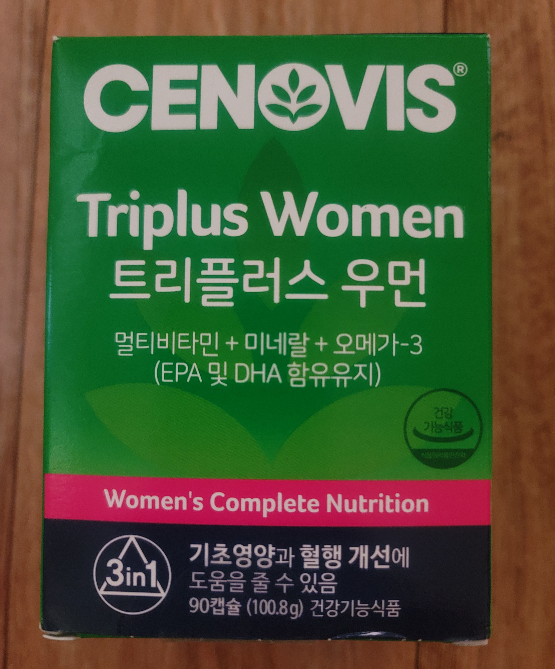 CENOVIS®
Triplus Women
트리플러스 우먼
멀티비타민 + 미네랄 + 오메가-3
(EPA 및 DHA 함유유지)
건강
기능식품
Women's Complete Nutrition
3in1
기초영양과 혈행 개선에
도움을 줄 수 있음
90캡슐 (100.8g) 건강기능식품